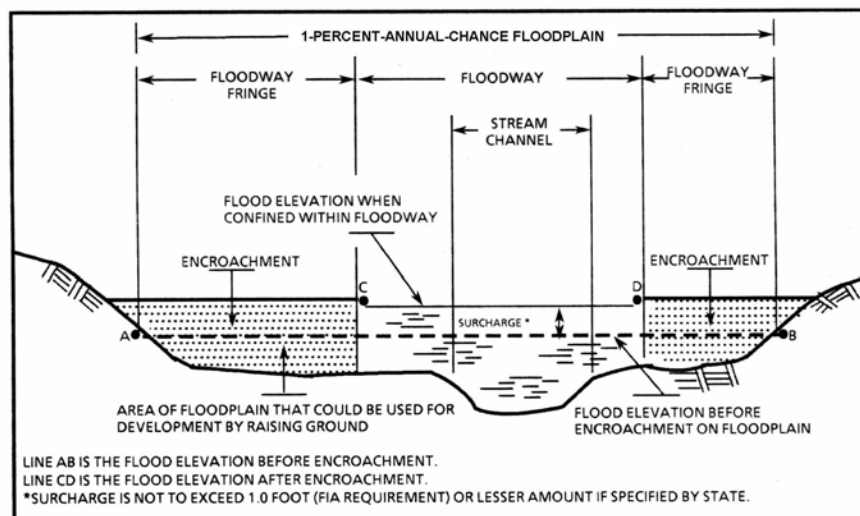 1-PERCENT-ANNUAL-CHANCE FLOODPLAIN
FLOODWAY
FRINGE
FLOODWAY
FLOODWAY
FRINGE
STREAM
CHANNEL
FLOOD ELEVATION WHEN
CONFINED WITHIN FLOODWAY
ENCROACHMENT
ENCROACHMENT
C
D
SURCHARGE *
A
B
AREA OF FLOODPLAIN THAT COULD BE USED FOR
DEVELOPMENT BY RAISING GROUND
FLOOD ELEVATION BEFORE
ENCROACHMENT ON FLOODPLAIN
LINE AB IS THE FLOOD ELEVATION BEFORE ENCROACHMENT.
LINE CD IS THE FLOOD ELEVATION AFTER ENCROACHMENT.
*SURCHARGE IS NOT TO EXCEED 1.0 FOOT (FIA REQUIREMENT) OR LESSER AMOUNT IF SPECIFIED BY STATE.